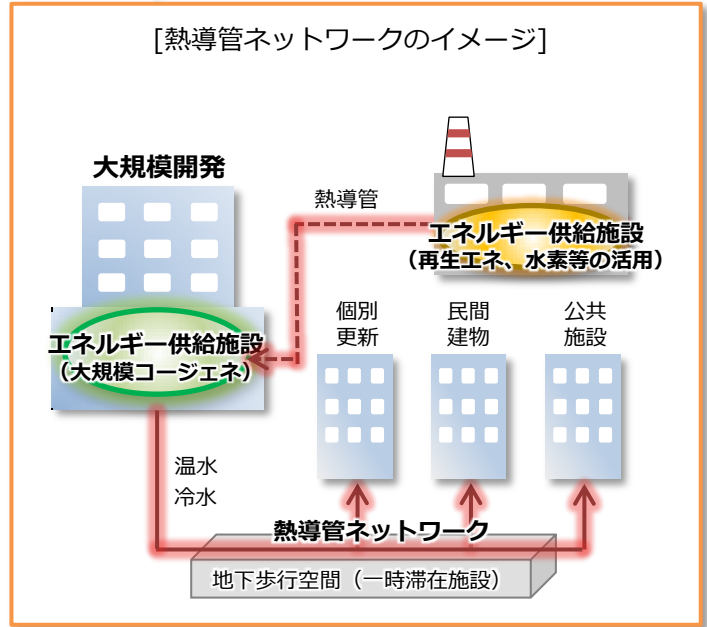 [熱導管ネットワークのイメージ]
大規模開発
熱導管
エネルギー供給施設
（再生エネ、水素等の活用）
エネルギー供給施設
（大規模コージェネ）
個別
更新
民間
建物
公共
施設
温水
冷水
熱導管ネットワーク
地下歩行空間（一時滞在施設）